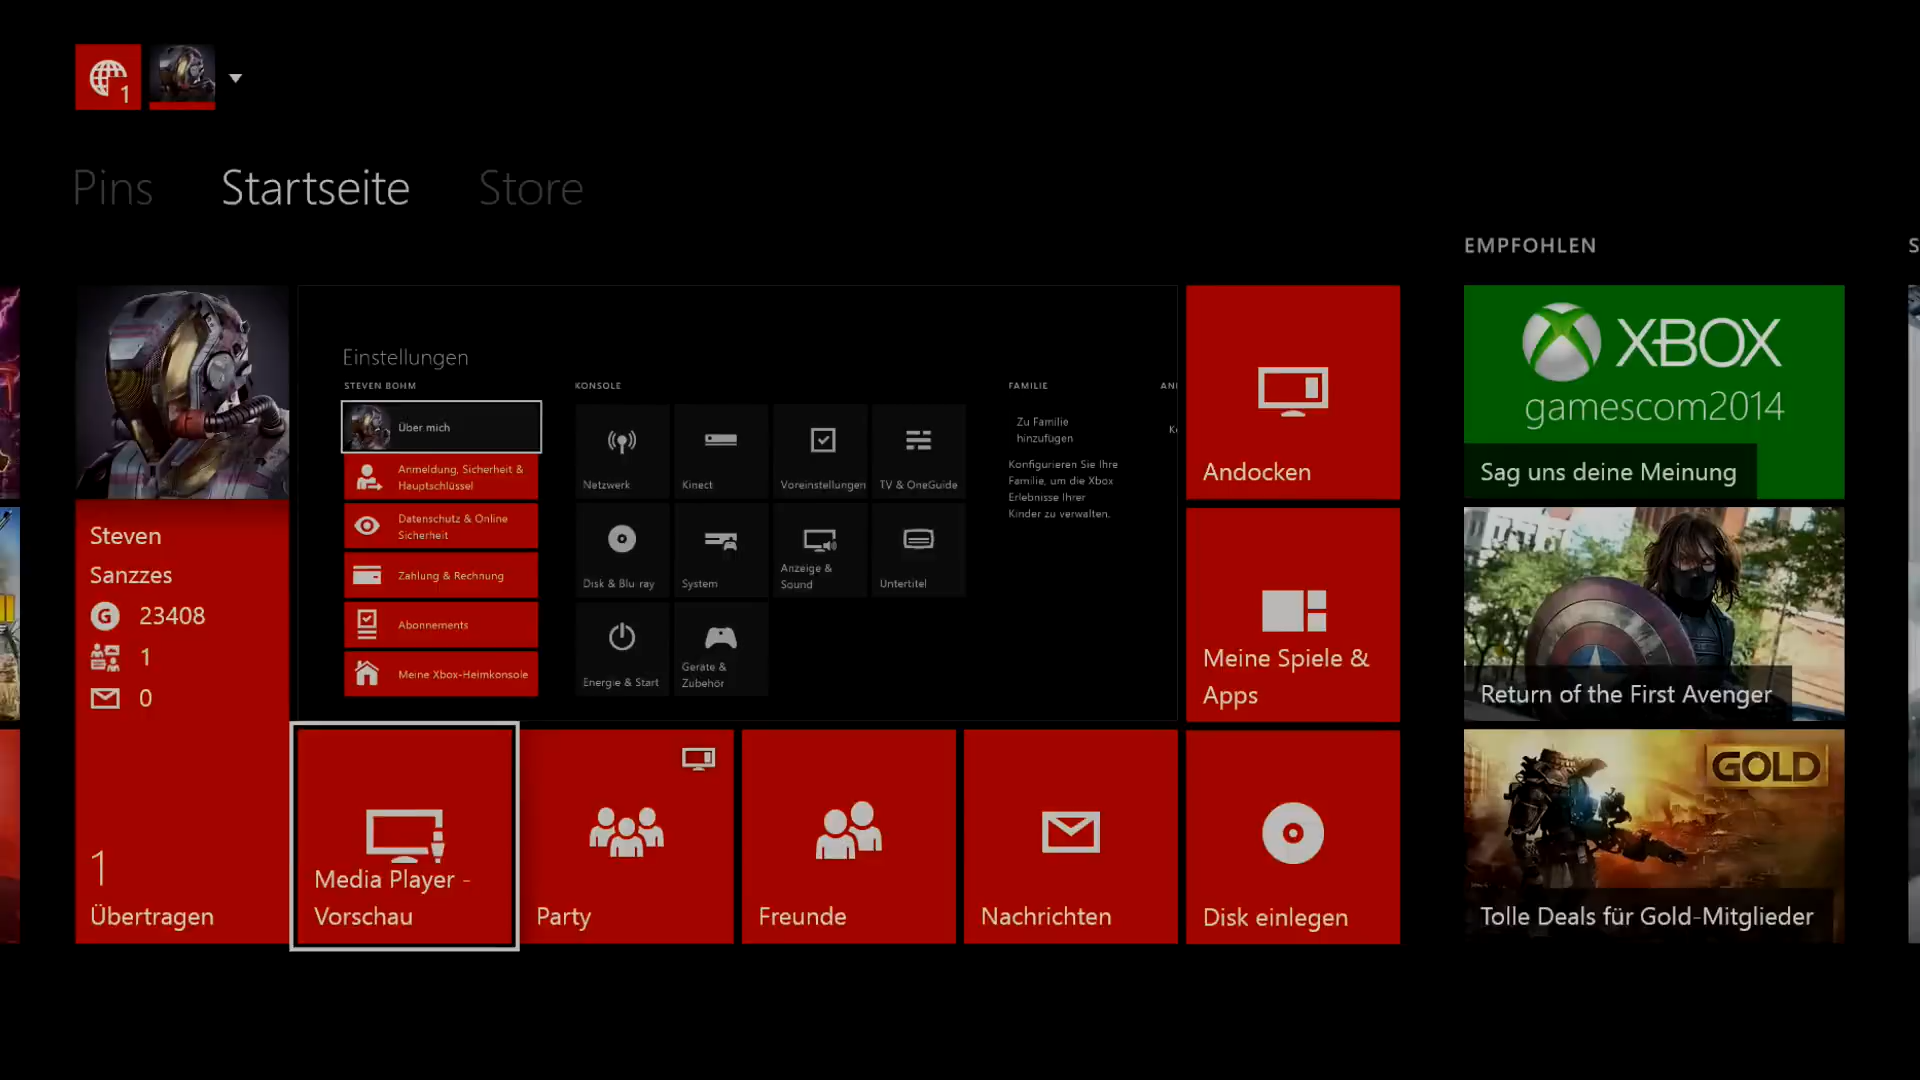 1
Pins
Startseite
Store
EMPFOHLEN
S
Steven
Sanzzes
G 23408
1
0
1
Übertragen
Einstellungen
STEVEN BOHM
Über mich
Anmeldung, Sicherheit &
Hauptschlüssel
Datenschutz & Online
Sicherheit
Zahlung & Rechnung
Abonnements
Meine Xbox-Heimkonsole
KONSOLE
Netzwerk
Kinect
Voreinstellungen
TV & OneGuide
Disk & Blu-ray
System
Anzeige &
Sound
Untertitel
Energie & Start
Geräte &
Zubehör
FAMILIE
Zu Familie
hinzufügen
Konfigurieren Sie Ihre
Familie, um die Xbox
Erlebnisse Ihrer
Kinder zu verwalten.
Andocken
Meine Spiele &
Apps
Media Player -
Vorschau
Party
Freunde
Nachrichten
Disk einlegen
XBOX
gamescom2014
Sag uns deine Meinung
Return of the First Avenger
GOLD
Tolle Deals für Gold-Mitglieder